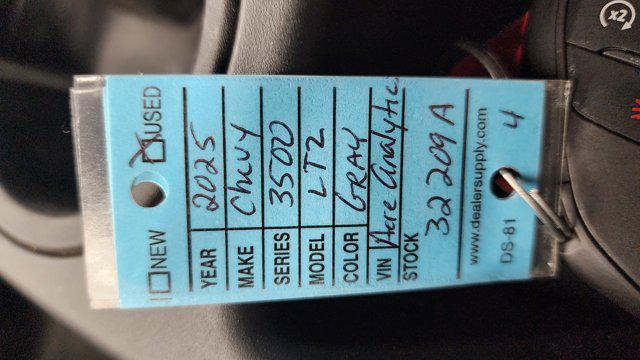 NEW USED
YEAR 2025
MAKE Chevy
SERIES 3500
MODEL LTZ
COLOR GRAY
VIN Acre Analytics
STOCK 32209A
www.dealersupply.com
DS-81 4
x2